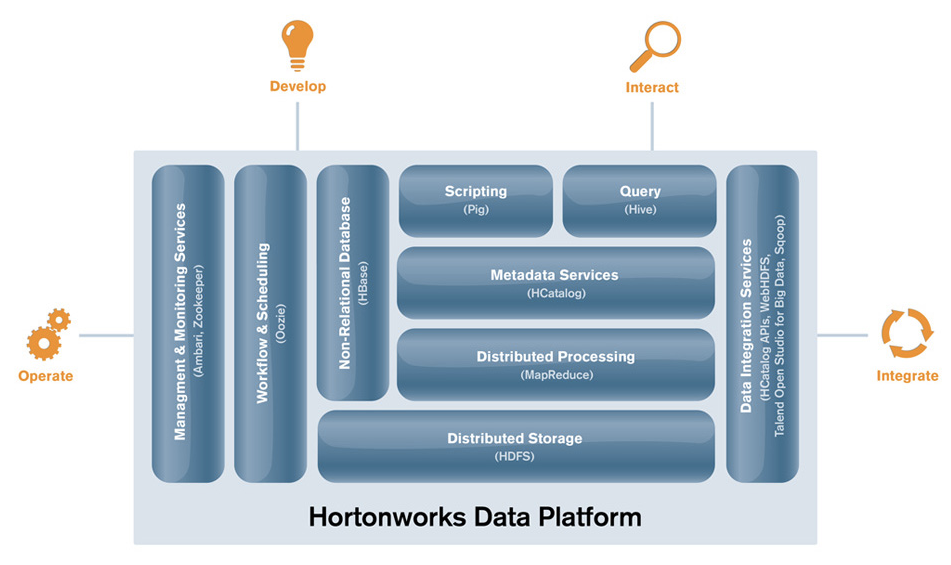 Develop
Interact
Operate
Integrate
Managment & Monitoring Services
(Ambari, Zookeeper)
Workflow & Scheduling
(Oozie)
Non-Relational Database
(HBase)
Scripting
(Pig)
Query
(Hive)
Metadata Services
(HCatalog)
Distributed Processing
(MapReduce)
Distributed Storage
(HDFS)
Data Integration Services
(HCatalog APIs, WebHDFS,
Talend Open Studio for Big Data, Sqoop)
Hortonworks Data Platform